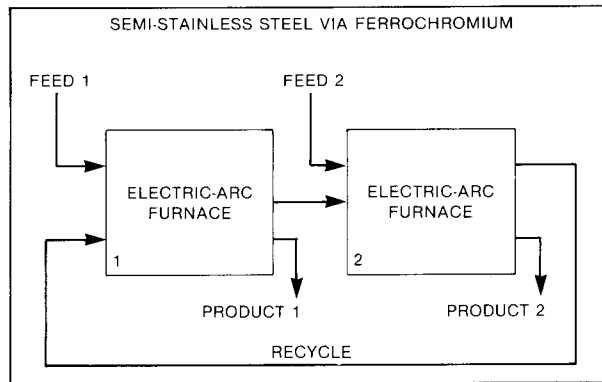 SEMI-STAINLESS STEEL VIA FERROCHROMIUM
FEED 1
FEED 2
ELECTRIC-ARC
FURNACE
1
ELECTRIC-ARC
FURNACE
2
PRODUCT 1
PRODUCT 2
RECYCLE